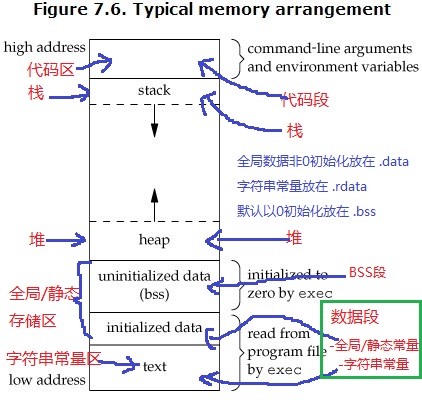 Figure 7.6. Typical memory arrangement
high address
代码区
command-line arguments
and environment variables
代码段
栈
stack
栈
全局数据非0初始化放在 .data
字符串常量放在 .rdata
默认以0初始化放在 .bss
堆
heap
堆
uninitialized data
(bss)
initialized to
zero by exec
BSS段
全局/静态
存储区
initialized data
read from
program file
by exec
数据段
-全局/静态常量
-字符串常量
字符串常量区
text
low address